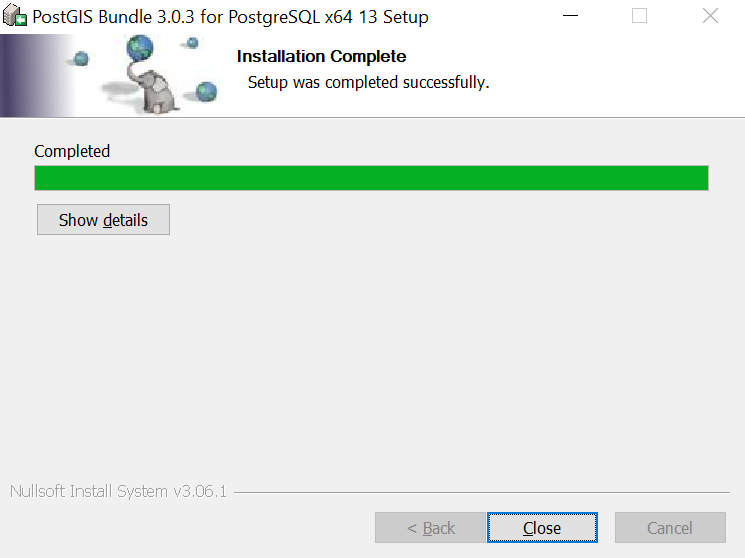 PostGIS Bundle 3.0.3 for PostgreSQL x64 13 Setup
Installation Complete
Setup was completed successfully.
Completed
Show details
Nullsoft Install System v3.06.1
< Back
Close
Cancel